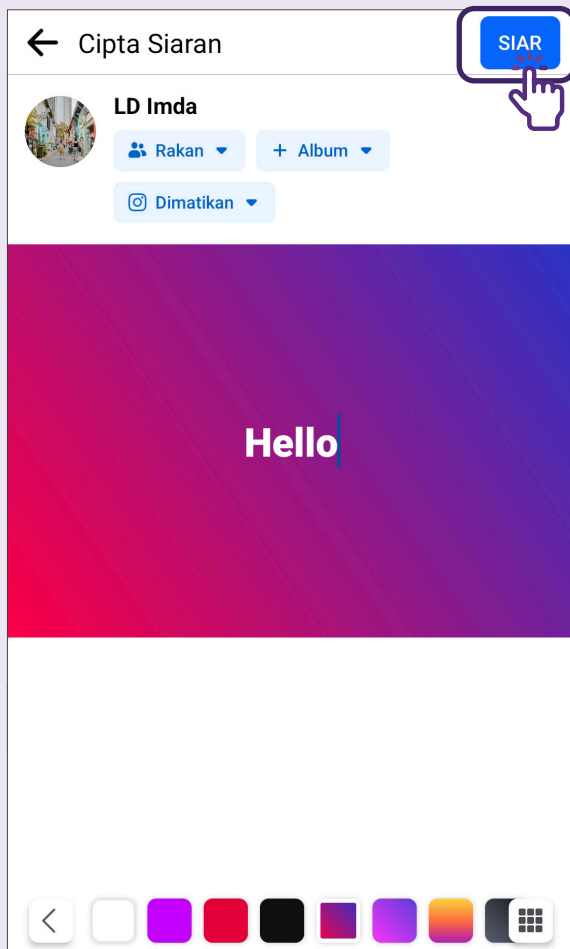 Cipta Siaran
SIAR
LD Imda
Rakan
+ Album
Dimatikan
Hello